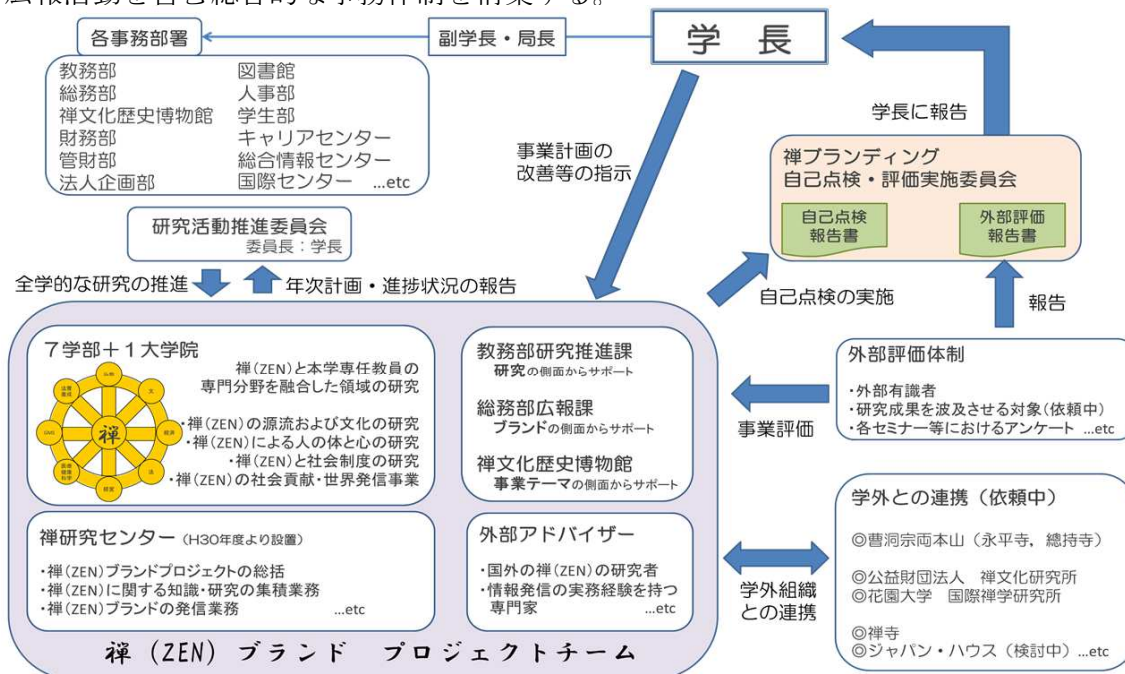 学　長
副学長・局長
各事務部署
教務部　図書館
総務部　人事部
禅文化歴史博物館　学生部
財務部　キャリアセンター
管財部　総合情報センター
法人企画部　国際センター　…etc
研究活動推進委員会
委員長：学長
全学的な研究の推進
年次計画・進捗状況の報告
事業計画の
改善等の指示
学長に報告
禅ブランディング
自己点検・評価実施委員会
自己点検
報告書
外部評価
報告書
自己点検の実施
報告
7学部＋1大学院
禅(ZEN)と本学専任教員の
専門分野を融合した領域の研究
・禅(ZEN)の源流および文化の研究
・禅(ZEN)による人の体と心の研究
・禅(ZEN)と社会制度の研究
・禅(ZEN)の社会貢献・世界発信事業
禅
文
経済
法
経営
教務部研究推進課
研究の側面からサポート
総務部広報課
ブランドの側面からサポート
禅文化歴史博物館
事業テーマの側面からサポート
外部評価体制
・外部有識者
・研究成果を波及させる対象(依頼中)
・各セミナー等におけるアンケート　…etc
事業評価
禅研究センター（H30年度より設置）
・禅(ZEN)ブランドプロジェクトの総括
・禅(ZEN)に関する知識・研究の集積業務
・禅(ZEN)ブランドの発信業務　…etc
外部アドバイザー
・国外の禅(ZEN)の研究者
・情報発信の実務経験を持つ
専門家　…etc
学外組織
との連携
学外との連携（依頼中）
◎曹洞宗両本山（永平寺，總持寺）
◎公益財団法人　禅文化研究所
◎花園大学　国際禅学研究所
◎禅寺
◎ジャパン・ハウス（検討中）…etc
禅（ZEN）ブランド　プロジェクトチーム